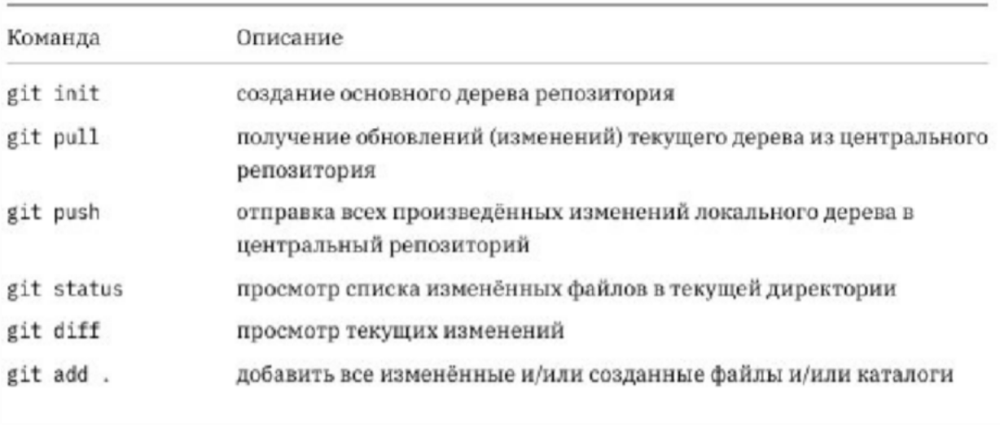 Команда Описание
git init создание основного дерева репозитория
git pull получение обновлений (изменений) текущего дерева из центрального
репозитория
git push отправка всех произведённых изменений локального дерева в
центральный репозиторий
git status просмотр списка изменённых файлов в текущей директории
git diff просмотр текущих изменений
git add . добавить все изменённые и/или созданные файлы и/или каталоги